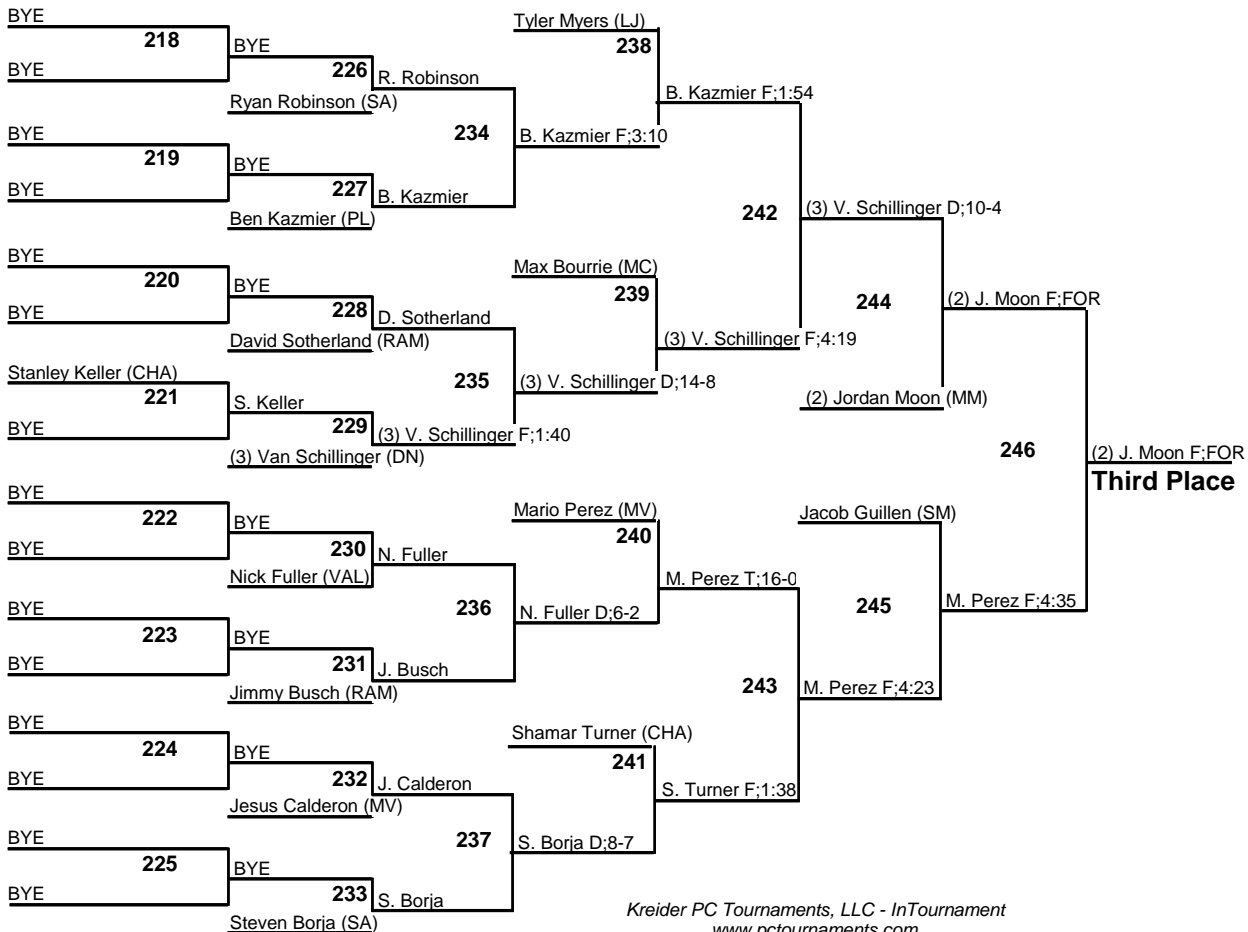 BYE
218
BYE
BYE
226
R. Robinson
Ryan Robinson (SA)
BYE
219
BYE
BYE
227
B. Kazmier
Ben Kazmier (PL)
234
B. Kazmier F;3:10
Tyler Myers (LJ)
238
B. Kazmier F;1:54
BYE
220
BYE
BYE
228
D. Sotherland
David Sotherland (RAM)
Stanley Keller (CHA)
221
BYE
S. Keller
229
(3) V. Schillinger F;1:40
(3) Van Schillinger (DN)
235
(3) V. Schillinger D;14-8
Max Bourrie (MC)
239
(3) V. Schillinger F;4:19
242
(3) V. Schillinger D;10-4
244
(2) Jordan Moon (MM)
(2) J. Moon F;FOR
BYE
222
BYE
BYE
230
N. Fuller
Nick Fuller (VAL)
BYE
223
BYE
BYE
231
J. Busch
Jimmy Busch (RAM)
236
N. Fuller D;6-2
Mario Perez (MV)
240
M. Perez T;16-0
BYE
224
BYE
BYE
232
J. Calderon
Jesus Calderon (MV)
BYE
225
BYE
BYE
233
S. Borja
Steven Borja (SA)
237
S. Borja D;8-7
Shamar Turner (CHA)
241
S. Turner F;1:38
243
M. Perez F;4:23
Jacob Guillen (SM)
245
M. Perez F;4:35
246
(2) J. Moon F;FOR
Third Place
Kreider PC Tournaments, LLC - InTournament
www.pctournaments.com